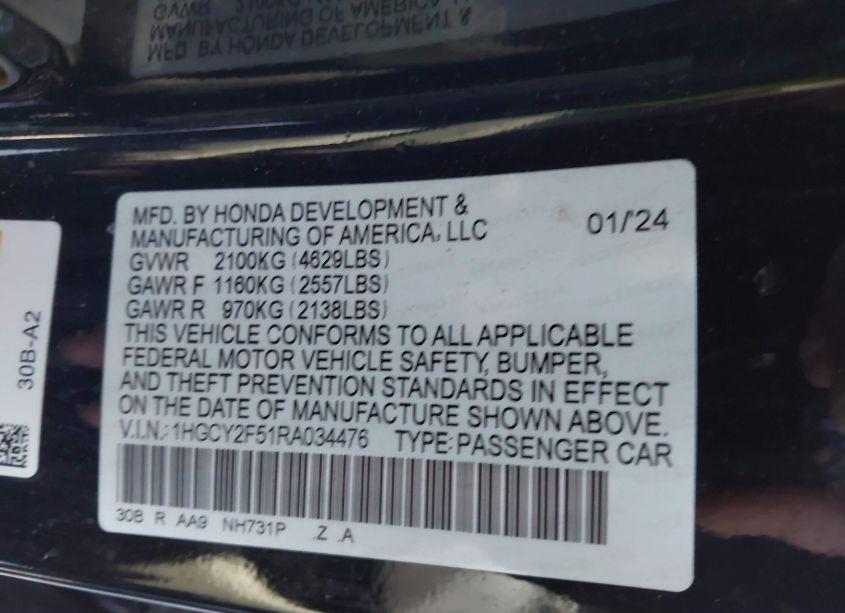 MFD. BY HONDA DEVELOPMENT &
MANUFACTURING OF AMERICA, LLC 01/'24
GVWR 2100KG (4629LBS)
GAWR F 1160KG (2557LBS)
GAWR R 970KG (2138LBS)
THIS VEHICLE CONFORMS TO ALL APPLICABLE
FEDERAL MOTOR VEHICLE SAFETY, BUMPER,
AND THEFT PREVENTION STANDARDS IN EFFECT
ON THE DATE OF MANUFACTURE SHOWN ABOVE.
V.I.N.: 1HGCY2F51RA034476 TYPE: PASSENGER CAR
30B R AA9 NH731P .Z .A
30B-A2